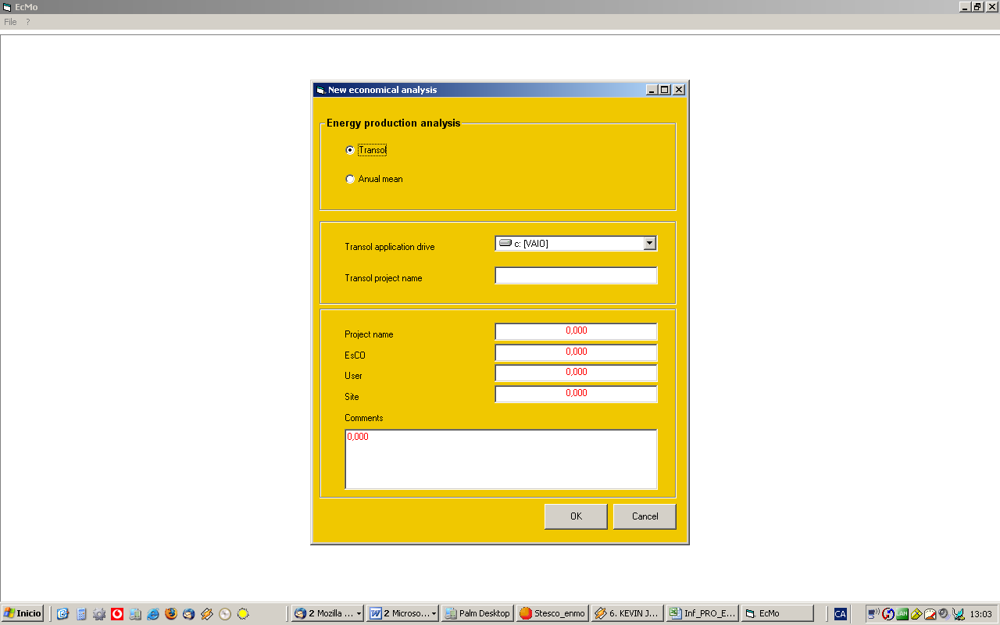 EcMo
File ?
New economical analysis
Energy production analysis
Transol
Anual mean
Transol application drive
c: [VAIO]
Transol project name
Project name 0,000
EsCO 0,000
User 0,000
Site 0,000
Comments
0,000
OK Cancel
Inicio 2 Mozilla ... 2 Microso... Palm Desktop Stesco_enmo 6. KEVIN J... Inf_PRO_E... EcMo CA LAN 13:03